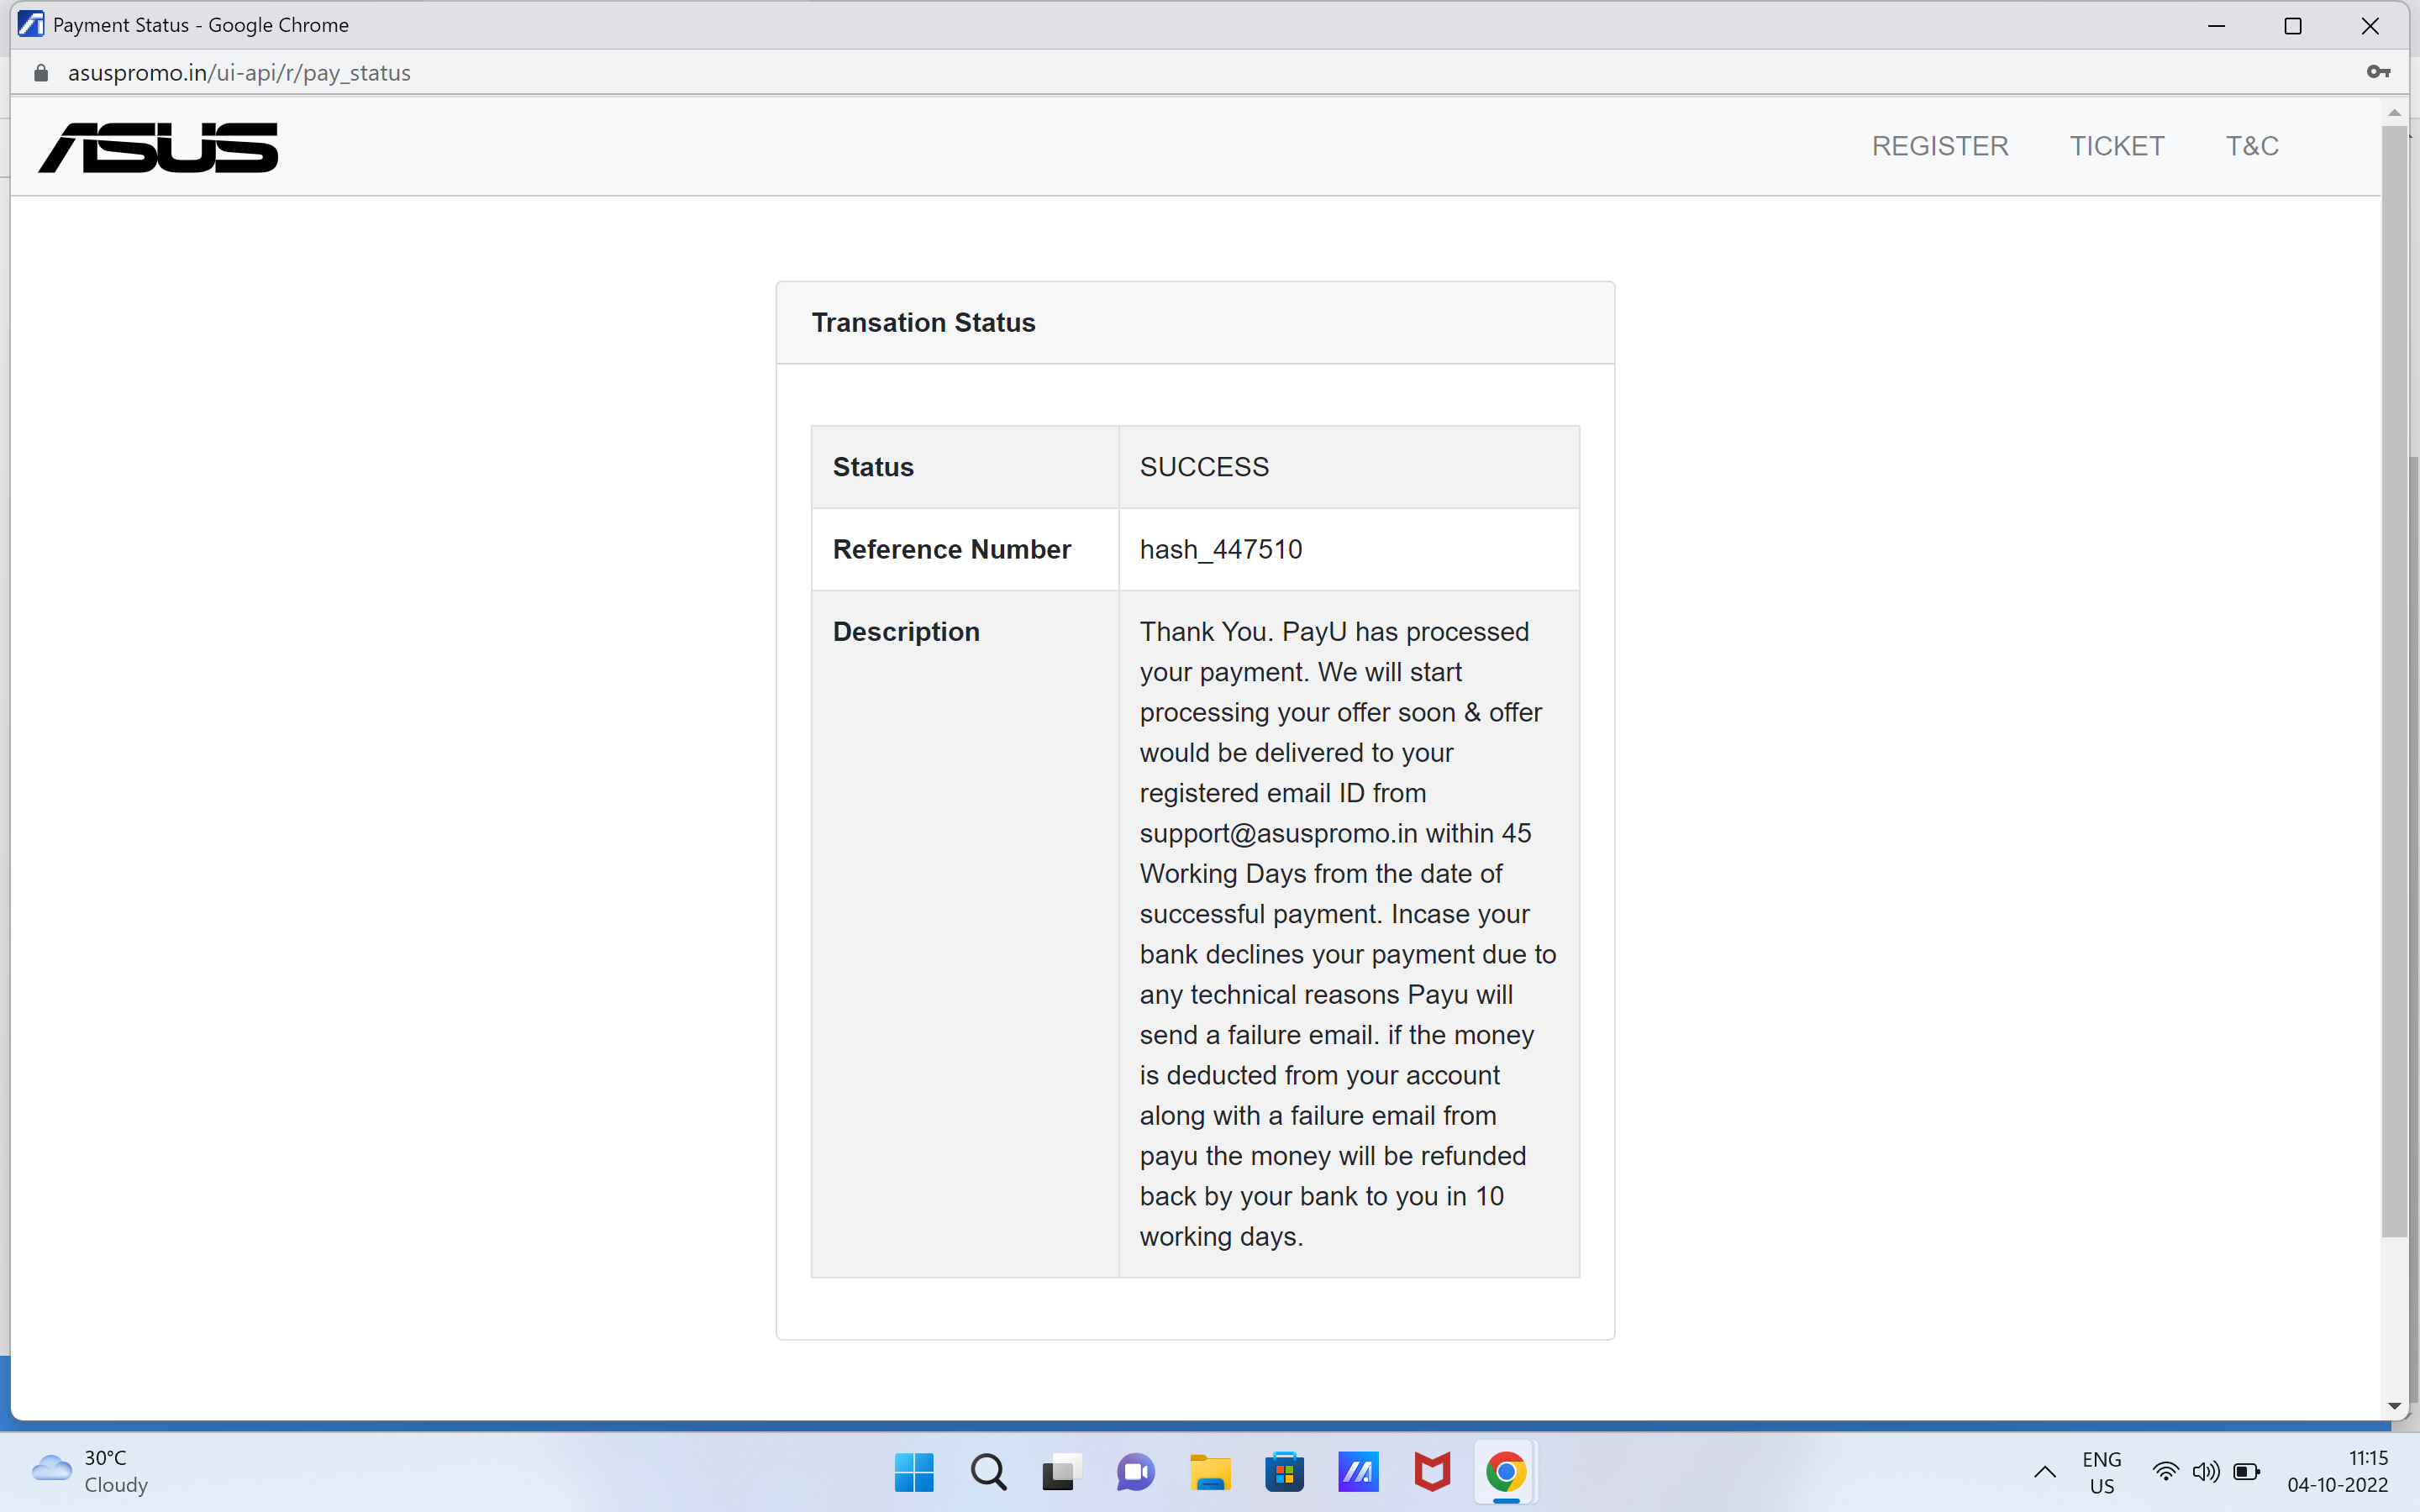 Payment Status - Google Chrome
asuspromo.in/ui-api/r/pay_status
ASUS
REGISTER TICKET T&C
Transation Status
Status SUCCESS
Reference Number hash_447510
Description Thank You. PayU has processed
your payment. We will start
processing your offer soon & offer
would be delivered to your
registered email ID from
support@asuspromo.in within 45
Working Days from the date of
successful payment. Incase your
bank declines your payment due to
any technical reasons Payu will
send a failure email. if the money
is deducted from your account
along with a failure email from
payu the money will be refunded
back by your bank to you in 10
working days.
30°C
Cloudy
ENG
US
11:15
04-10-2022